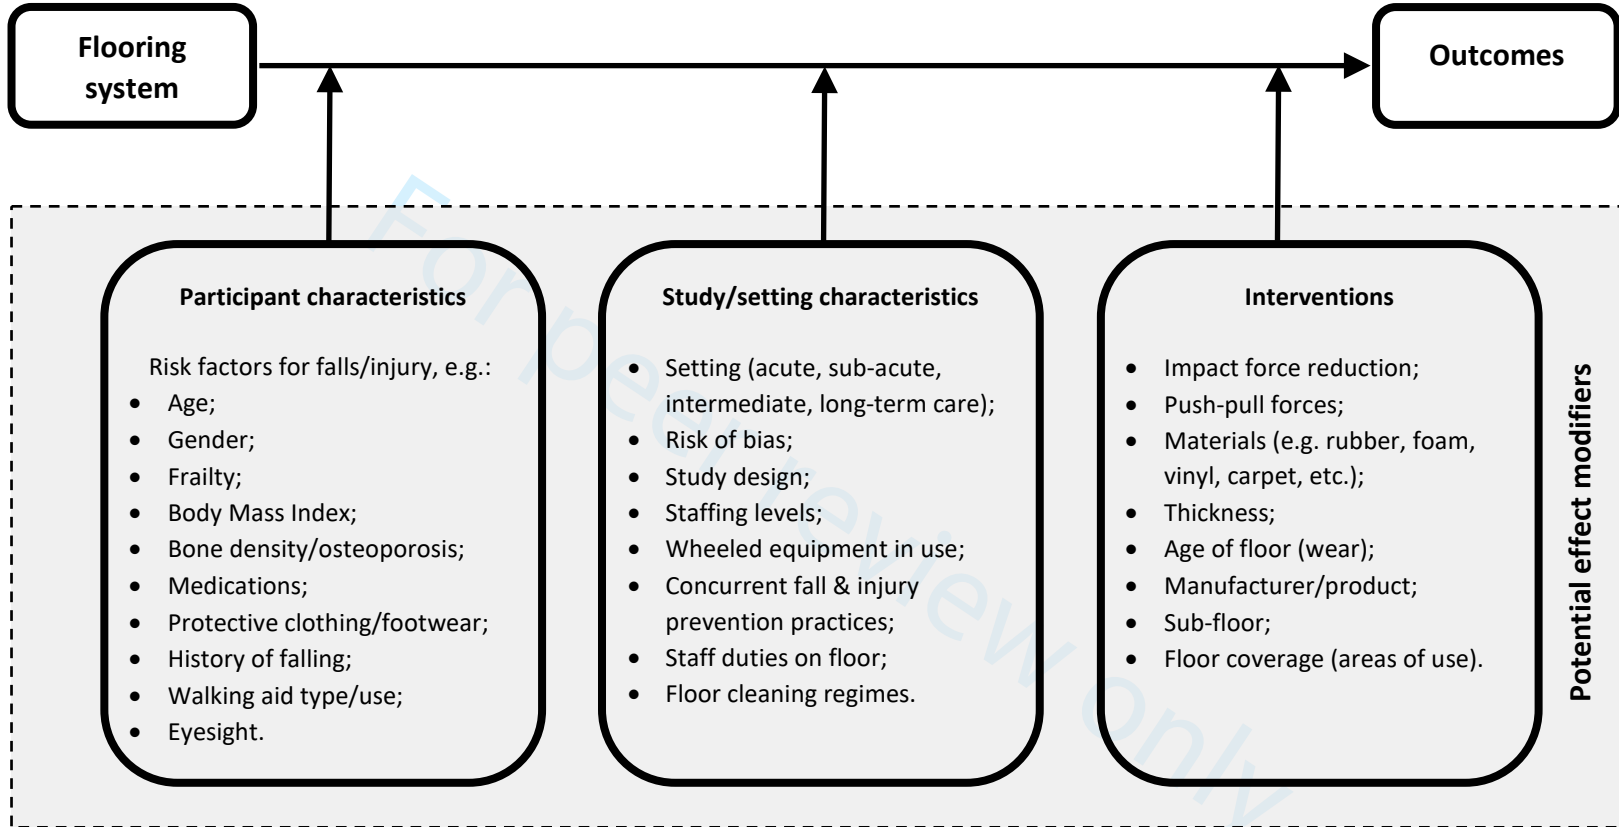 Flooring
system
Outcomes
Participant characteristics
Risk factors for falls/injury, e.g.:
• Age;
• Gender;
• Frailty;
• Body Mass Index;
• Bone density/osteoporosis;
• Medications;
• Protective clothing/footwear;
• History of falling;
• Walking aid type/use;
• Eyesight.
Study/setting characteristics
• Setting (acute, sub-acute,
intermediate, long-term care);
• Risk of bias;
• Study design;
• Staffing levels;
• Wheeled equipment in use;
• Concurrent fall & injury
prevention practices;
• Staff duties on floor;
• Floor cleaning regimes.
Interventions
• Impact force reduction;
• Push-pull forces;
• Materials (e.g. rubber, foam,
vinyl, carpet, etc.);
• Thickness;
• Age of floor (wear);
• Manufacturer/product;
• Sub-floor;
• Floor coverage (areas of use).
Potential effect modifiers
For peer review only